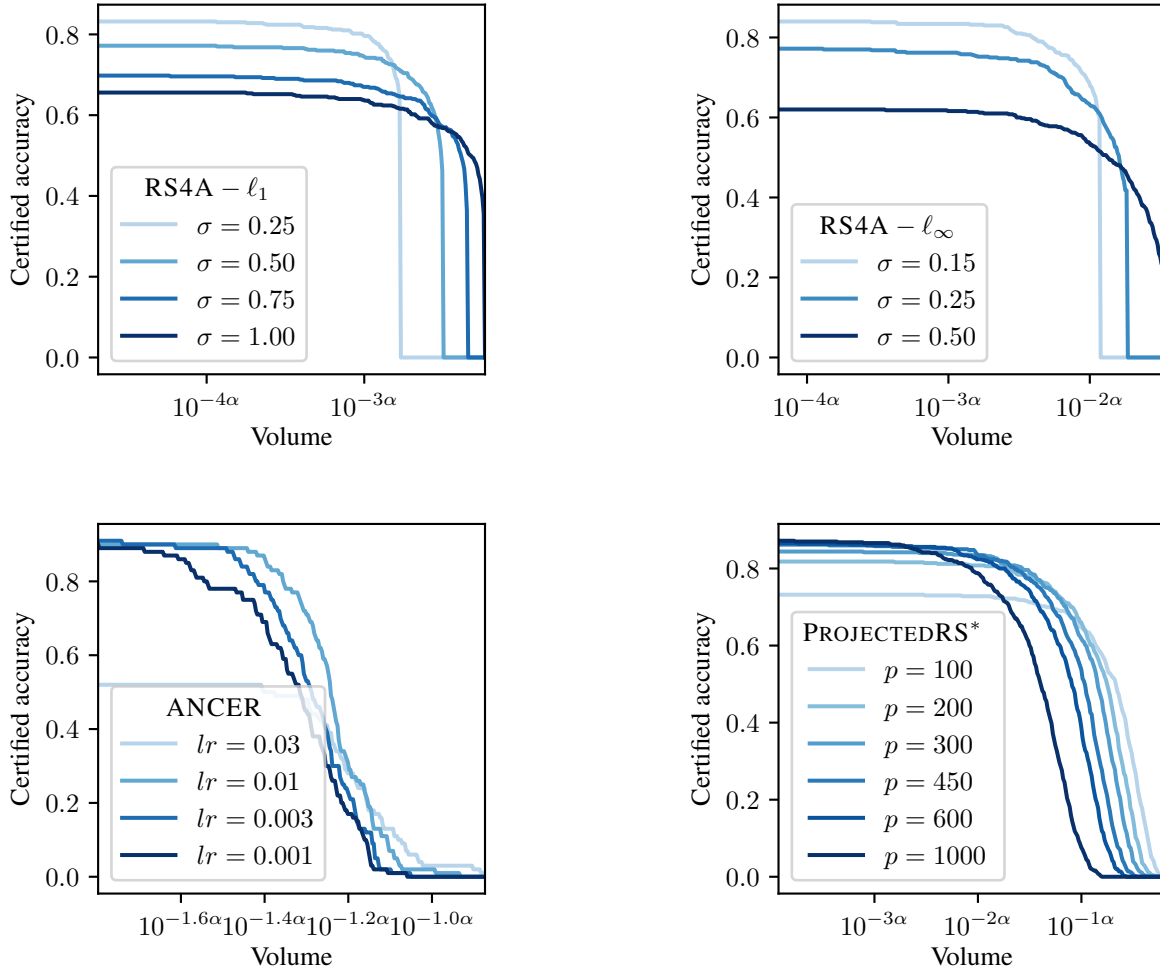 Certified accuracy
0.8
0.6
0.4
0.2
0.0
RS4A − ℓ₁
σ = 0.25
σ = 0.50
σ = 0.75
σ = 1.00
10^{-4α}
10^{-3α}
Volume
Certified accuracy
0.8
0.6
0.4
0.2
0.0
RS4A − ℓ∞
σ = 0.15
σ = 0.25
σ = 0.50
10^{-4α}
10^{-3α}
10^{-2α}
Volume
Certified accuracy
0.8
0.6
0.4
0.2
0.0
ANCER
lr = 0.03
lr = 0.01
lr = 0.003
lr = 0.001
10^{-1.6α}
10^{-1.4α}
10^{-1.2α}
10^{-1.0α}
Volume
Certified accuracy
0.8
0.6
0.4
0.2
0.0
PROJECTEDRS*
p = 100
p = 200
p = 300
p = 450
p = 600
p = 1000
10^{-3α}
10^{-2α}
10^{-1α}
Volume